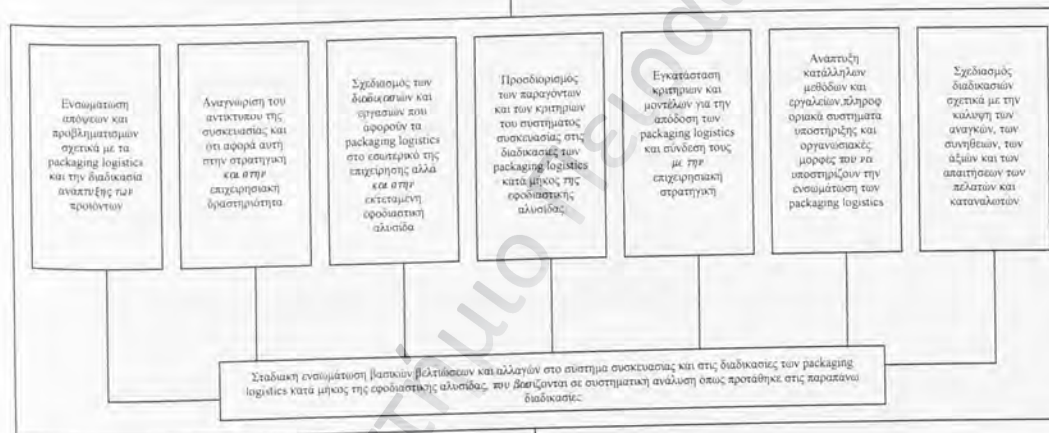 Ενσωμάτωση
απόψεων και
προβληματισμών
σχετικά με τα
packaging logistics
και την διαδικασία
ανάπτυξης των
προϊόντων
Αναγνώριση του
αντίκτυπου της
συσκευασίας και
ότι αφορά αυτή
στην στρατηγική
και στην
επιχειρησιακή
δραστηριότητα
Σχεδιασμός των
διαδικασιών και
εργασιών που
αφορούν τα
packaging logistics
στο εσωτερικό της
επιχείρησης αλλά
και στην
εκτεταμένη
εφοδιαστική
αλυσίδα
Προσδιορισμός
των παραγόντων
και των κριτηρίων
του συστήματος
συσκευασίας στις
διαδικασίες των
packaging logistics
κατά μήκος της
εφοδιαστικής
αλυσίδας.
Εγκατάσταση
κριτηρίων και
μοντέλων για την
απόδοση των
packaging logistics
και σύνδεση τους
με την
επιχειρησιακή
στρατηγική
Ανάπτυξη
κατάλληλων
μεθόδων και
εργαλείων,πληροφ
οριακά συστήματα
υποστήριξης και
οργανωσιακές
μορφές που να
υποστηρίζουν την
ενσωμάτωση των
packaging logistics
Σχεδιασμός
διαδικασιών
σχετικά με την
κάλυψη των
αναγκών, των
συνηθειών, των
αξιών και των
απαιτήσεων των
πελατών και
καταναλωτών
Σταδιακή ενσωμάτωση βασικών βελτιώσεων και αλλαγών στο σύστημα συσκευασίας και στις διαδικασίες των packaging
logistics κατά μήκος της εφοδιαστικής αλυσίδας, που βασίζονται σε συστηματική ανάλυση όπως προτάθηκε στις παραπάνω
διαδικασίες